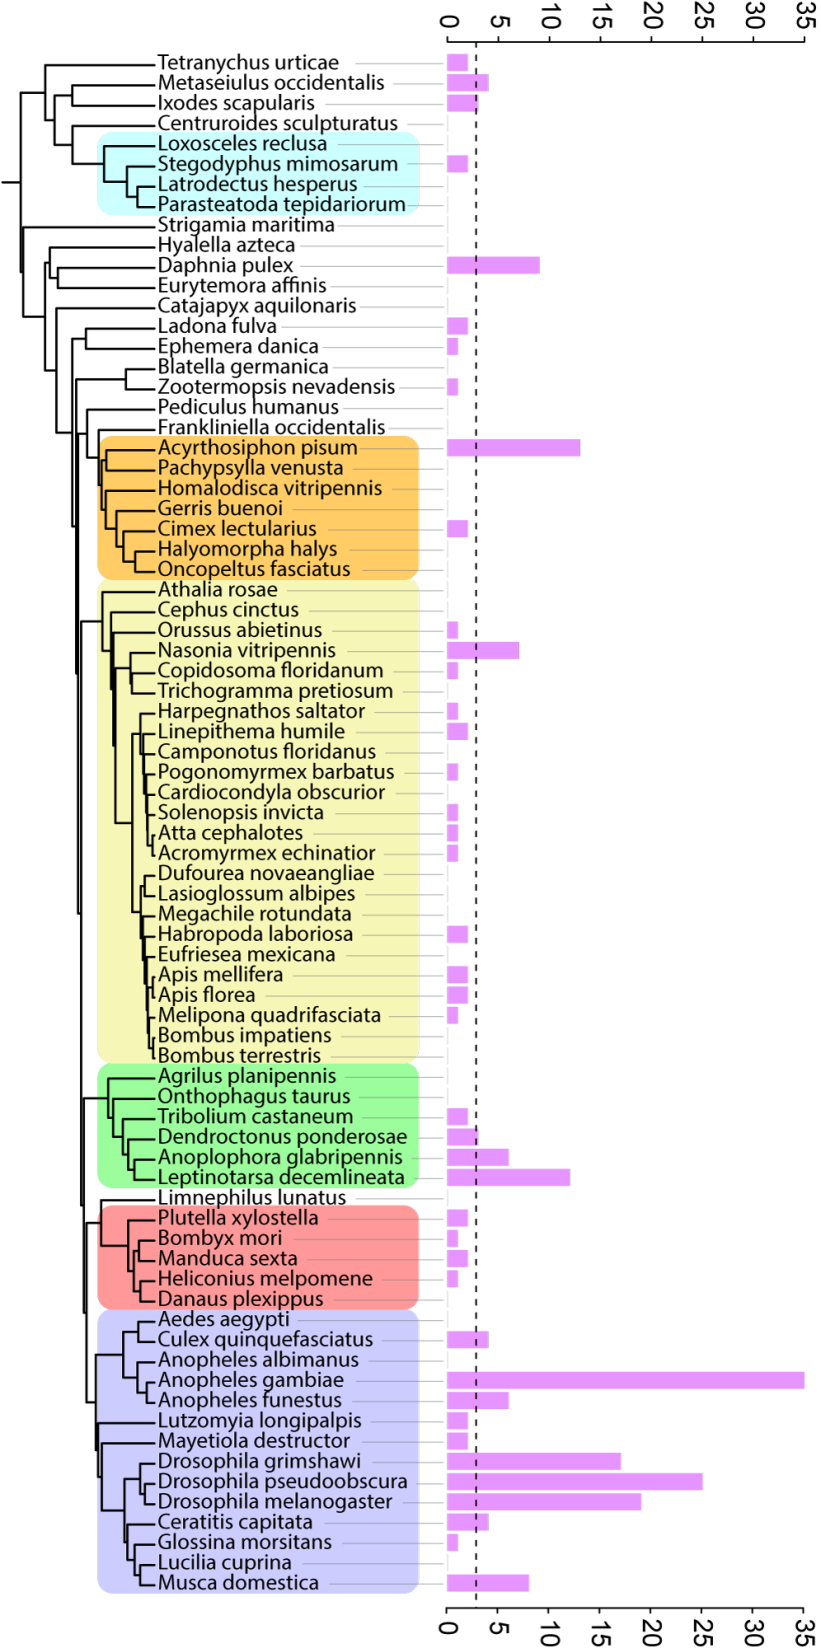 0 5 10 15 20 25 30 35
Tetranychus urticae
Metaseiulus occidentalis
Ixodes scapularis
Centruroides sculpturatus
Loxosceles reclusa
Stegodyphus mimosarum
Latrodectus hesperus
Parasteatoda tepidariorum
Strigamia maritima
Hyalella azteca
Daphnia pulex
Eurytemora affinis
Catajapyx aquilonaris
Ladona fulva
Ephemera danica
Blatella germanica
Zootermopsis nevadensis
Pediculus humanus
Frankliniella occidentalis
Acyrthosiphon pisum
Pachypsylla venusta
Homalodisca vitripennis
Gerris buenoi
Cimex lectularius
Halyomorpha halys
Oncopeltus fasciatus
Athalia rosae
Cephus cinctus
Orussus abietinus
Nasonia vitripennis
Copidosoma floridanum
Trichogramma pretiosum
Harpegnathos saltator
Linepithema humile
Camponotus floridanus
Pogonomyrmex barbatus
Cardiocondyla obscurior
Solenopsis invicta
Atta cephalotes
Acromyrmex echinatior
Dufourea novaeangliae
Lasioglossum albipes
Megachile rotundata
Habropoda laboriosa
Eufriesea mexicana
Apis mellifera
Apis florea
Melipona quadrifasciata
Bombus impatiens
Bombus terrestris
Agrilus planipennis
Onthophagus taurus
Tribolium castaneum
Dendroctonus ponderosae
Anoplophora glabripennis
Leptinotarsa decemlineata
Limnephilus lunatus
Plutella xylostella
Bombyx mori
Manduca sexta
Heliconius melpomene
Danaus plexippus
Aedes aegypti
Culex quinquefasciatus
Anopheles albimanus
Anopheles gambiae
Anopheles funestus
Lutzomyia longipalpis
Mayetiola destructor
Drosophila grimshawi
Drosophila pseudoobscura
Drosophila melanogaster
Ceratitis capitata
Glossina morsitans
Lucilia cuprina
Musca domestica
0 5 10 15 20 25 30 35